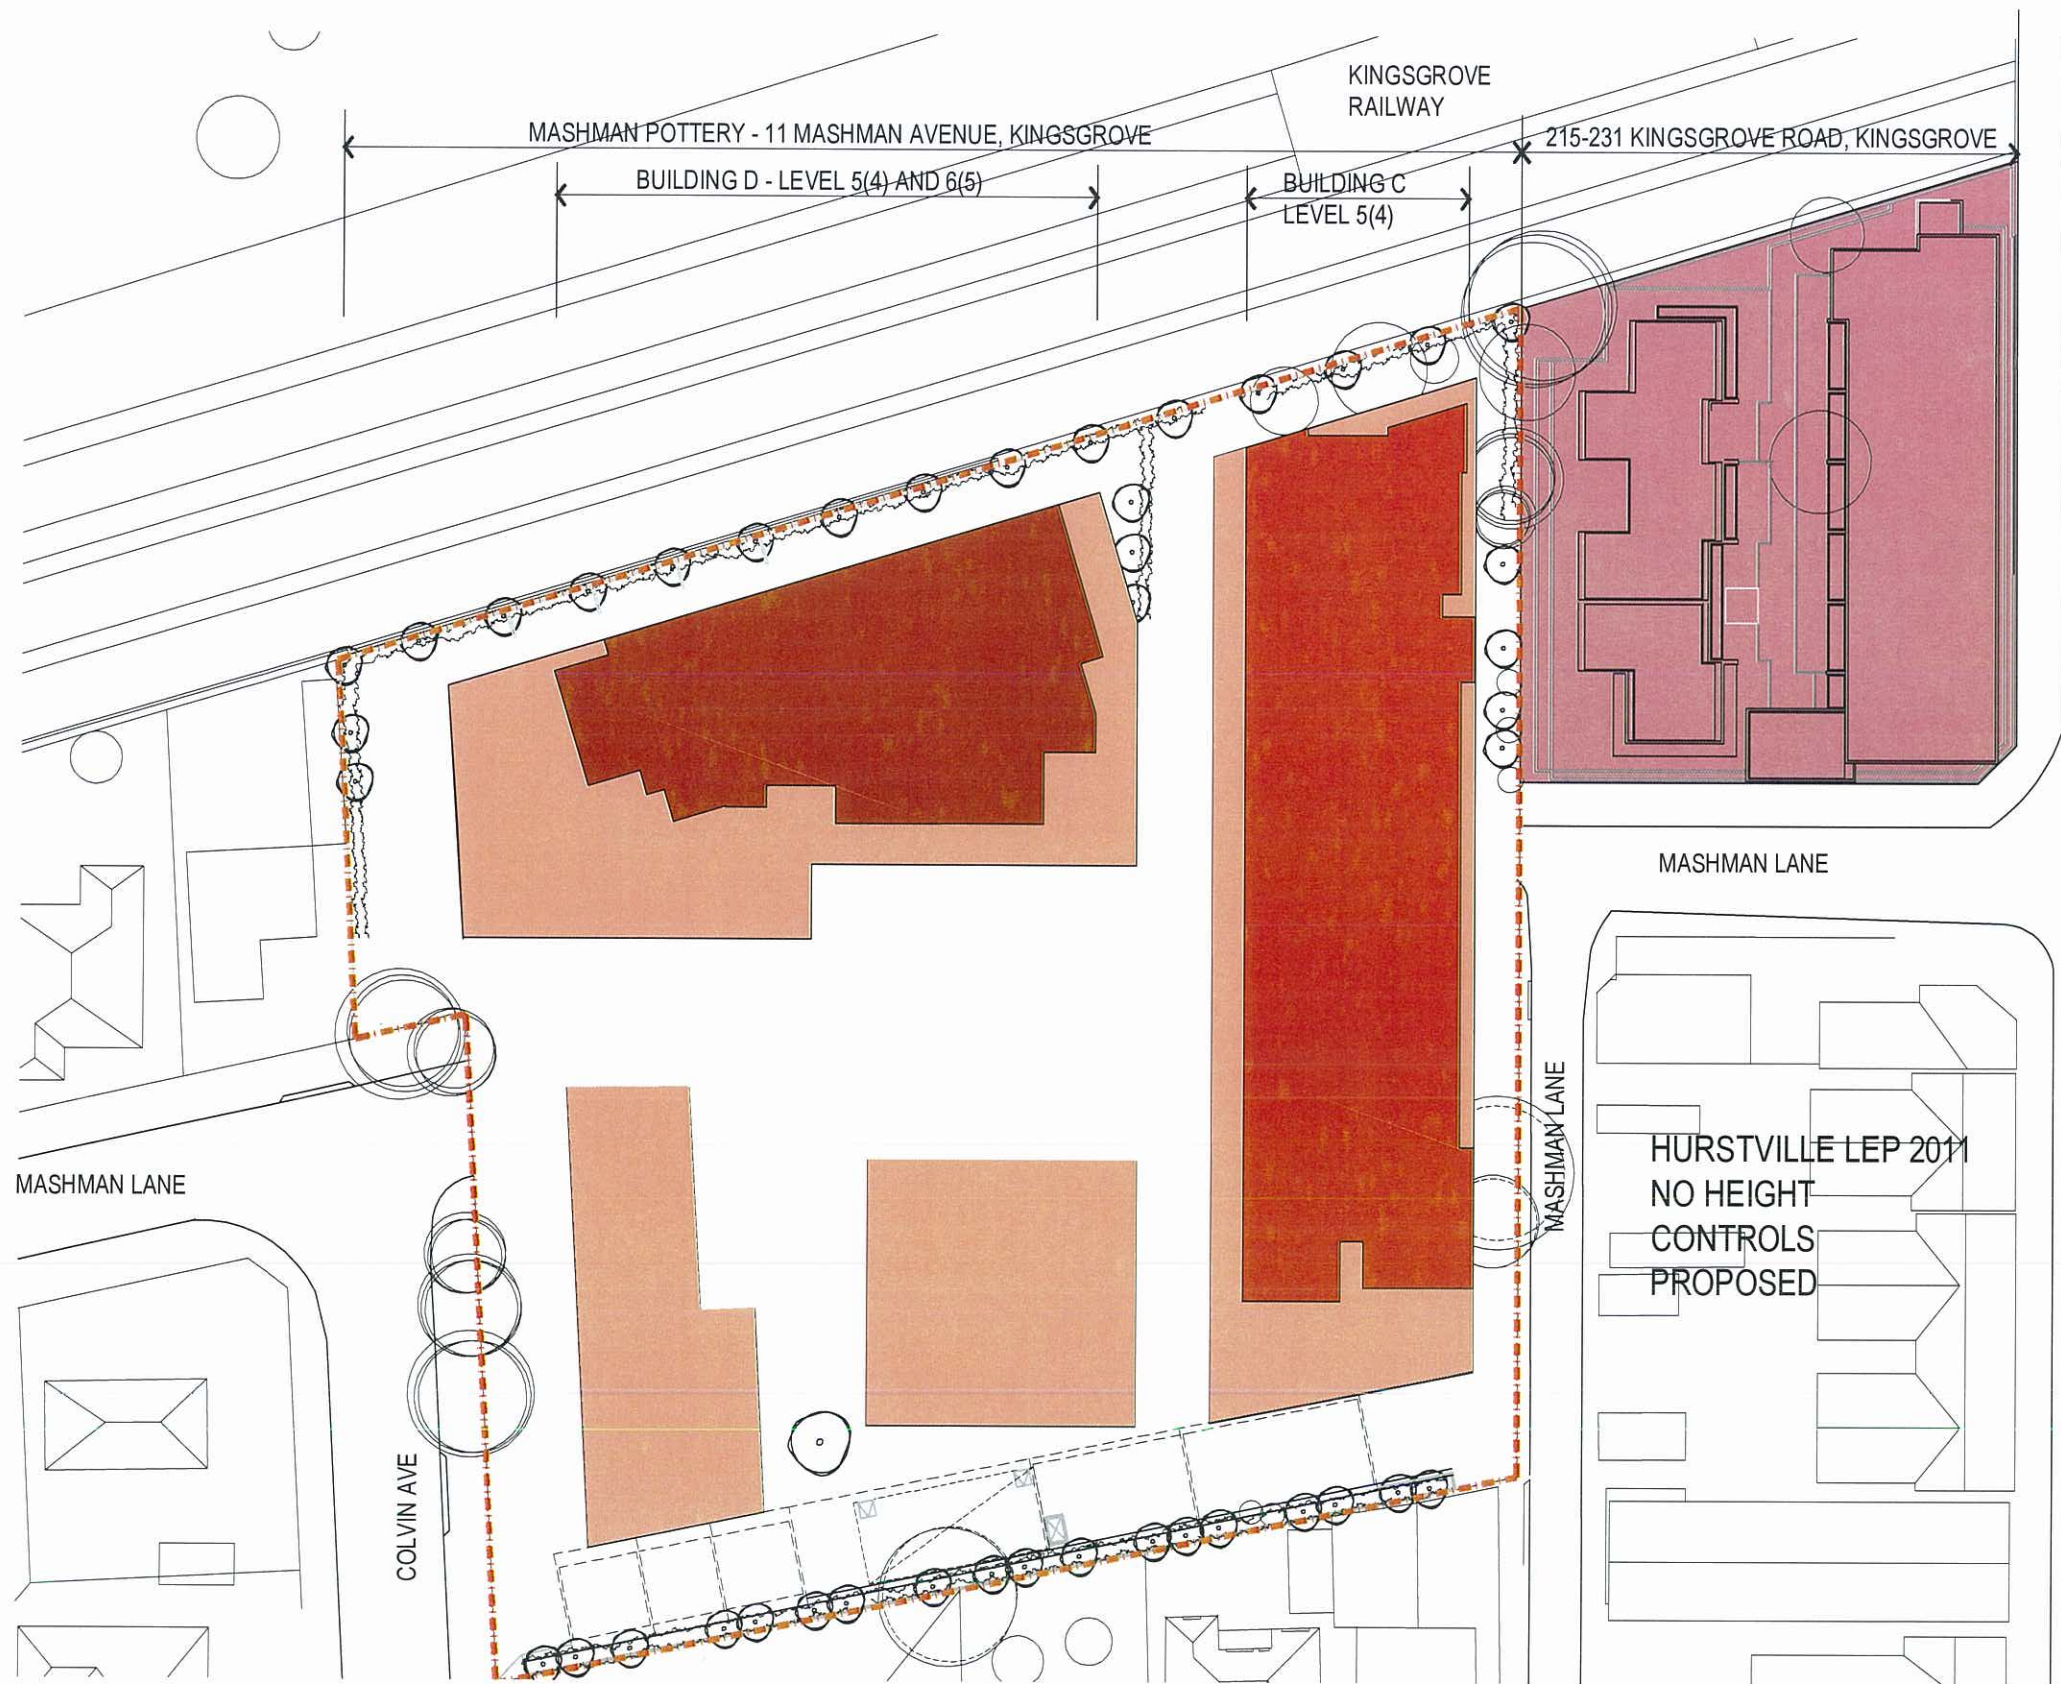 KINGSGROVE
RAILWAY
MASHMAN POTTERY - 11 MASHMAN AVENUE, KINGSGROVE
215-231 KINGSGROVE ROAD, KINGSGROVE
BUILDING D - LEVEL 5(4) AND 6(5)
BUILDING C
LEVEL 5(4)
MASHMAN LANE
MASHMAN LANE
HURSTVILLE LEP 2011
NO HEIGHT
CONTROLS
PROPOSED
MASHMAN LANE
COLVIN AVE